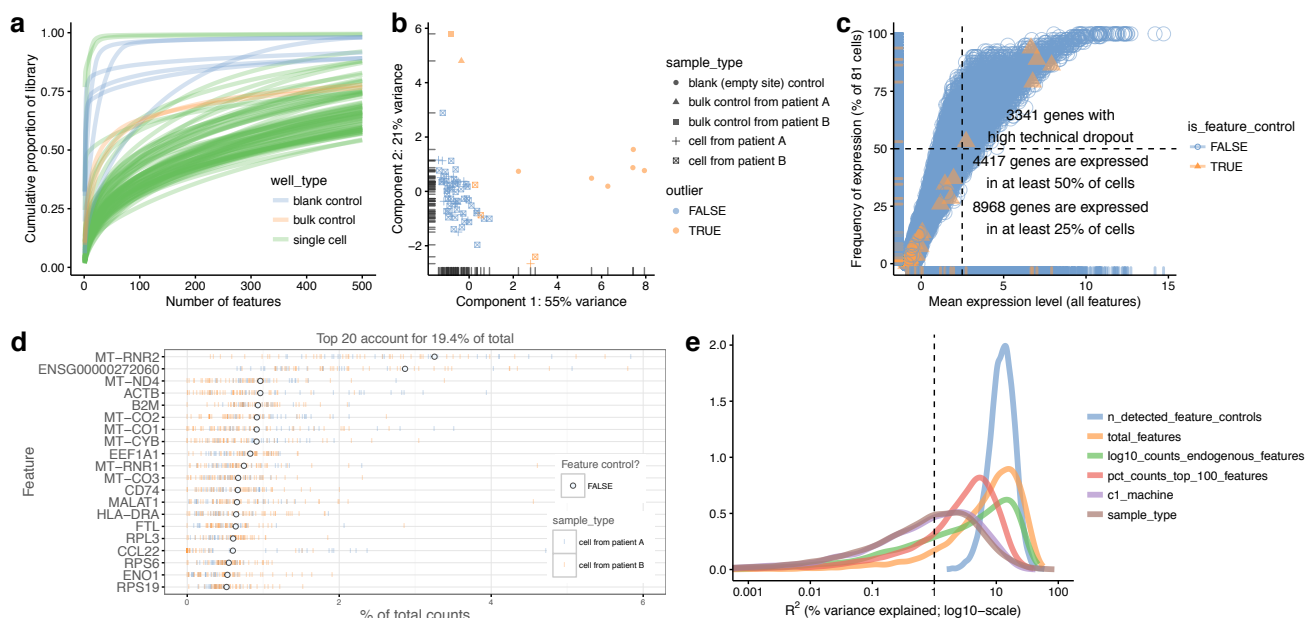 a
Cumulative proportion of library
1.00
0.75
0.50
0.25
0.00
0
100
200
300
400
500
Number of features
well_type
blank control
bulk control
single cell
b
Component 2: 21% variance
6
4
2
0
−2
0
2
4
6
8
Component 1: 55% variance
sample_type
blank (empty site) control
bulk control from patient A
bulk control from patient B
cell from patient A
cell from patient B
outlier
FALSE
TRUE
c
Frequency of expression (% of 81 cells)
100
75
50
25
0
0
5
10
15
Mean expression level (all features)
3341 genes with
high technical dropout
4417 genes are expressed
in at least 50% of cells
8968 genes are expressed
in at least 25% of cells
is_feature_control
FALSE
TRUE
d
Top 20 account for 19.4% of total
Feature
MT−RNR2
ENSG00000272060
MT−ND4
ACTB
B2M
MT−CO2
MT−CO1
MT−CYB
EEF1A1
MT−RNR1
MT−CO3
CD74
MALAT1
HLA−DRA
FTL
RPL3
CCL22
RPS6
ENO1
RPS19
0
2
4
6
% of total counts
Feature control?
FALSE
sample_type
cell from patient A
cell from patient B
e
2.0
1.5
1.0
0.5
0.0
0.001
0.01
0.1
1
10
100
R² (% variance explained; log10−scale)
n_detected_feature_controls
total_features
log10_counts_endogenous_features
pct_counts_top_100_features
c1_machine
sample_type